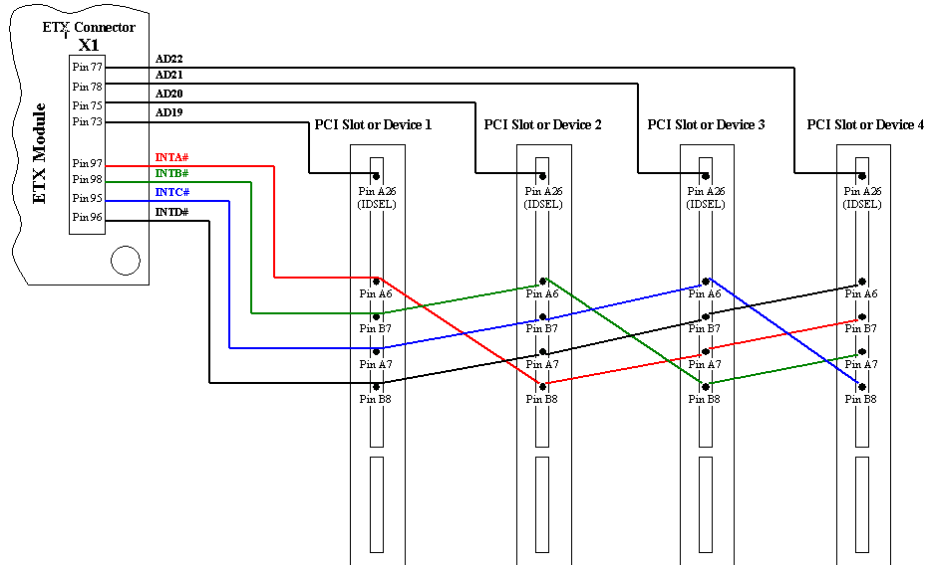 ETX Connector
X1
ETX Module
Pin 77
Pin 78
Pin 75
Pin 73
Pin 97
Pin 98
Pin 95
Pin 96
AD22
AD21
AD20
AD19
INTA#
INTB#
INTC#
INTD#
PCI Slot or Device 1
PCI Slot or Device 2
PCI Slot or Device 3
PCI Slot or Device 4
Pin A26
(IDSEL)
Pin A26
(IDSEL)
Pin A26
(IDSEL)
Pin A26
(IDSEL)
Pin A6
Pin B7
Pin A7
Pin B8
Pin A6
Pin B7
Pin A7
Pin B8
Pin A6
Pin B7
Pin A7
Pin B8
Pin A6
Pin B7
Pin A7
Pin B8